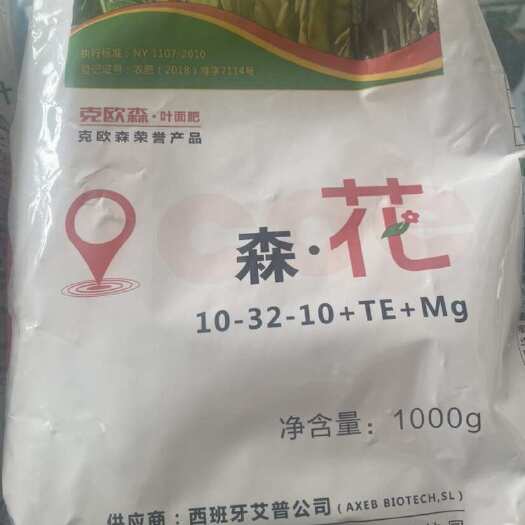 执行标准：NY 1107-2010
登记证号：农肥（2018）准字7114号
克欧森·叶面肥
克欧森荣誉产品
森·花
10-32-10+TE+Mg
净含量：1000g
供应商：西班牙艾普公司（AXEB BIOTECH,SL）